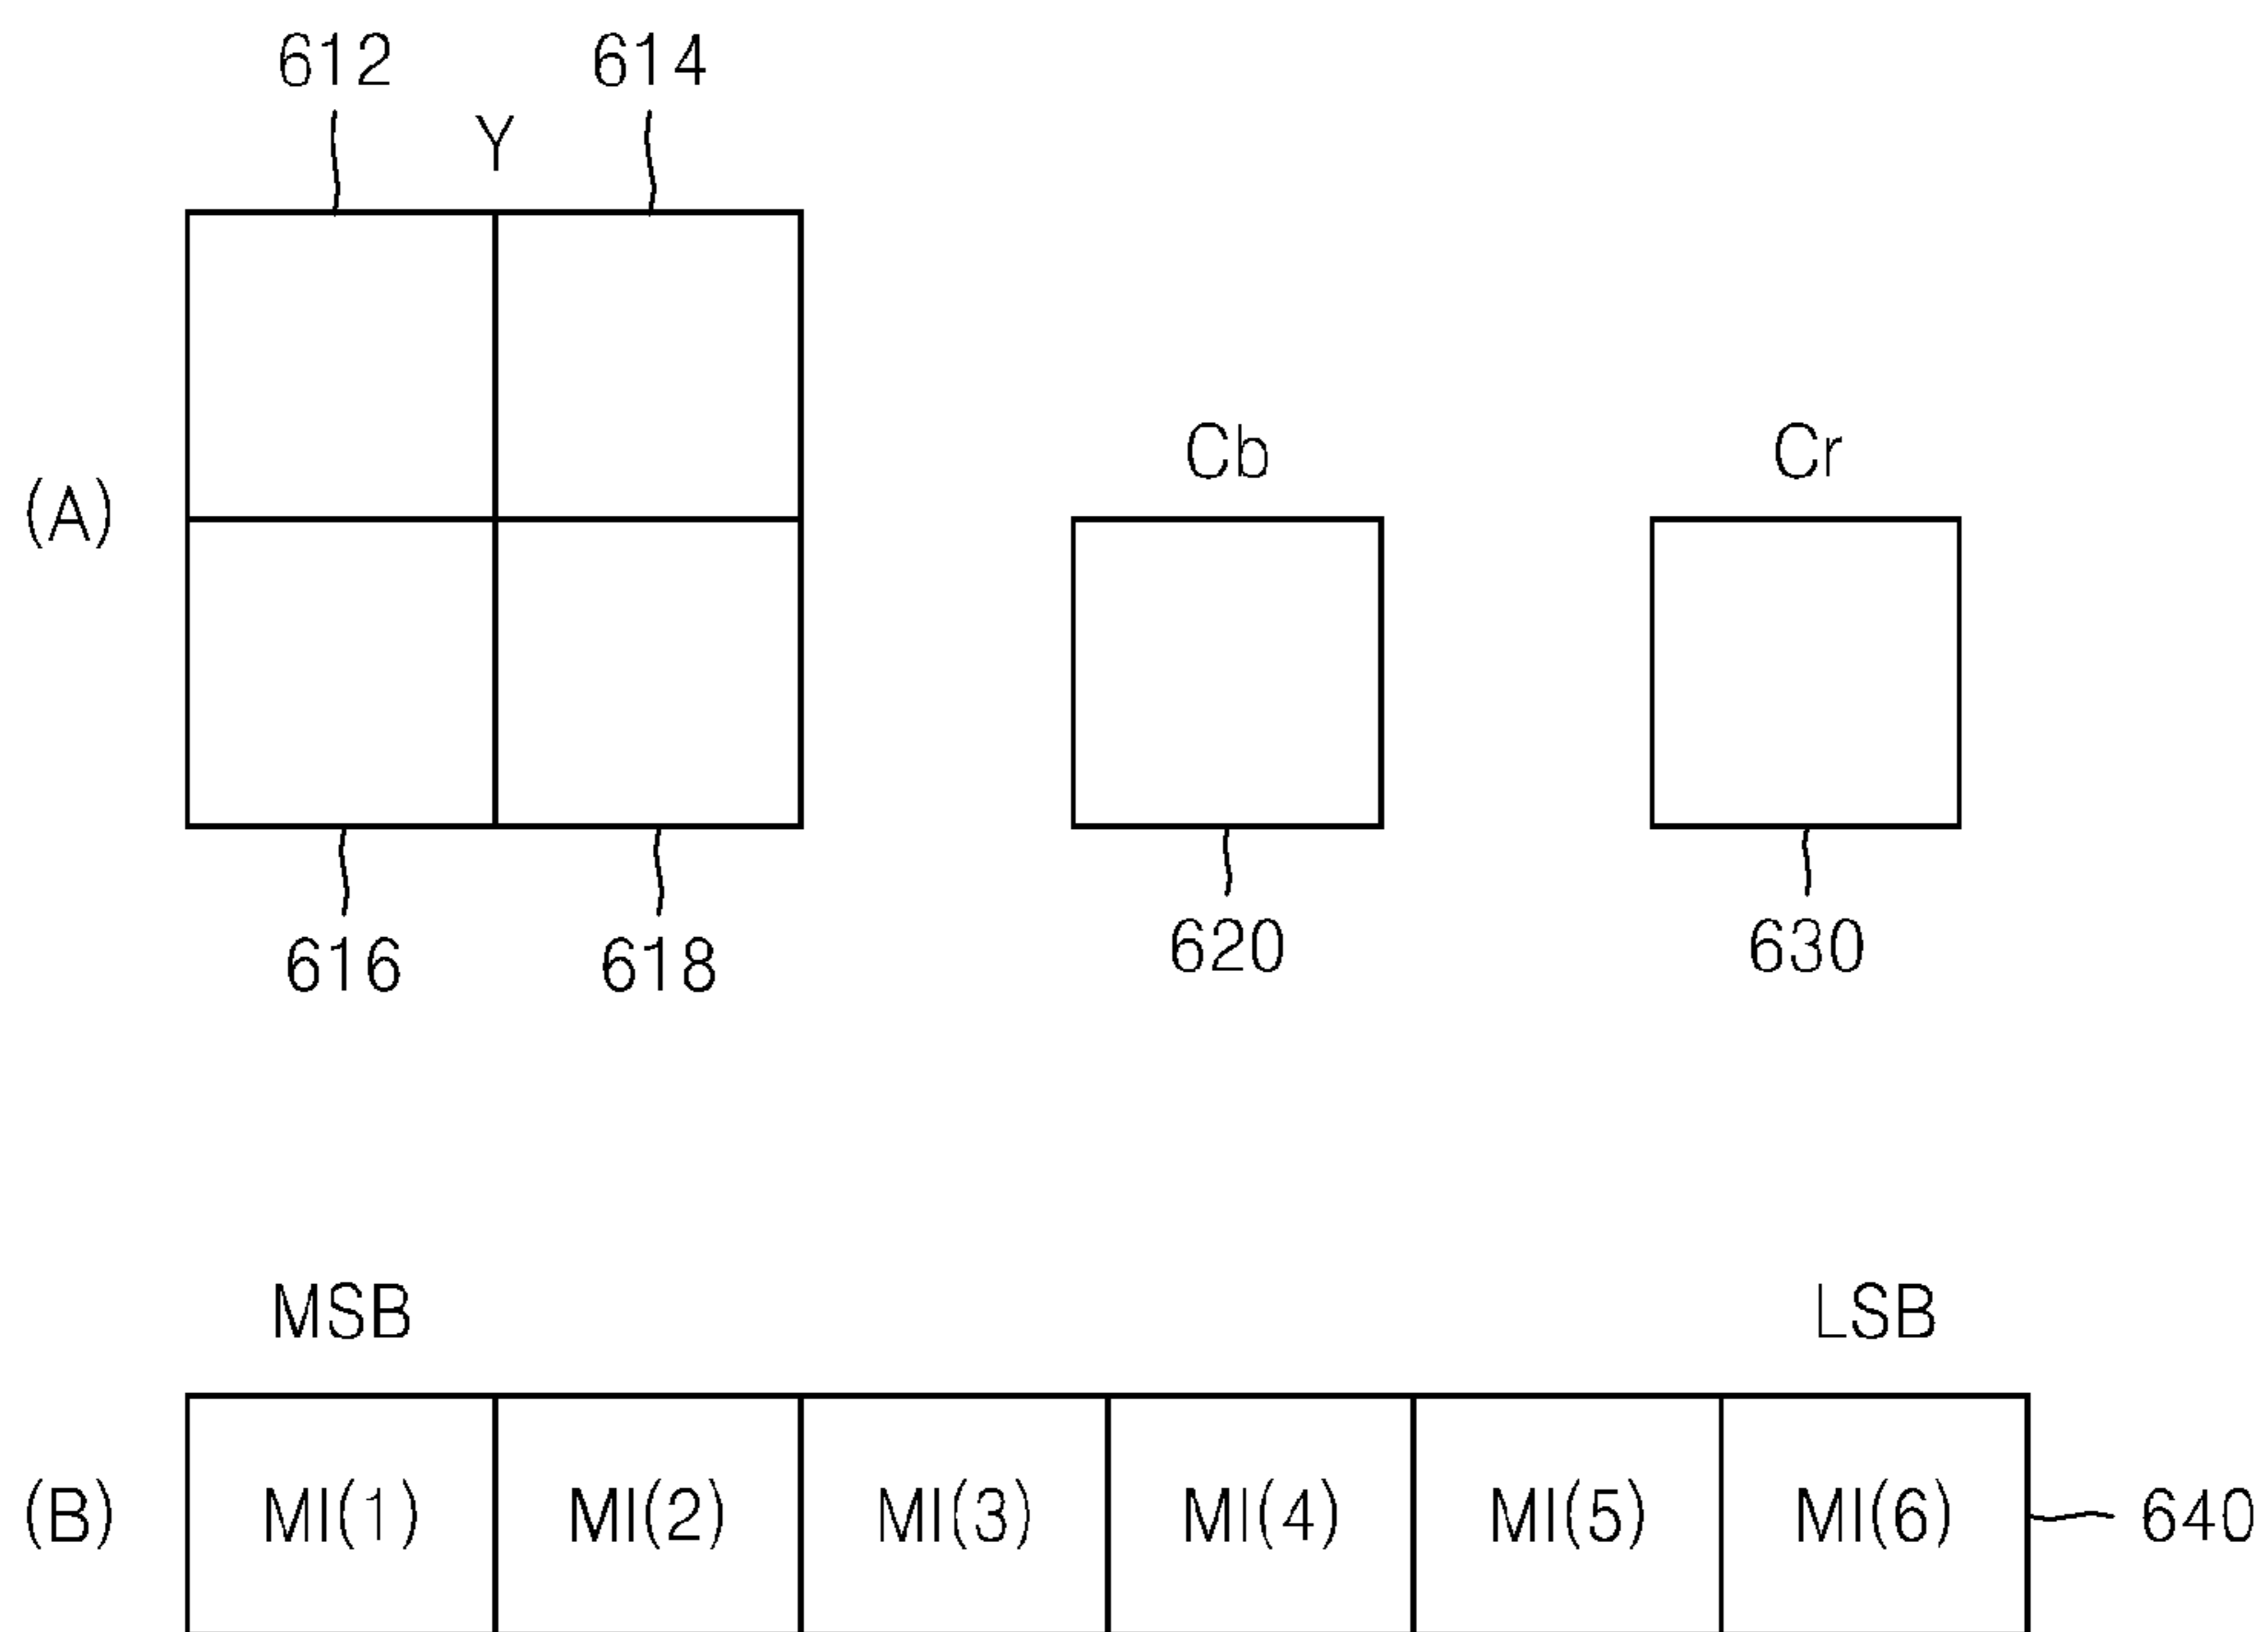 612 614
Y
Cb Cr
(A)
616 618 620 630
MSB LSB
(B) MI(1) MI(2) MI(3) MI(4) MI(5) MI(6) 640